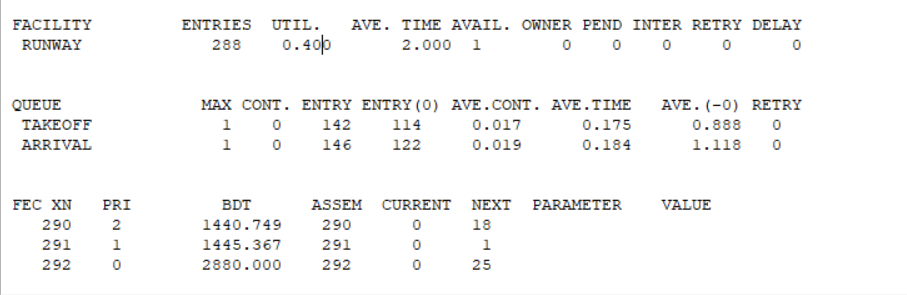 FACILITY ENTRIES UTIL. AVE. TIME AVAIL. OWNER PEND INTER RETRY DELAY
RUNWAY 288 0.400 2.000 1 0 0 0 0 0
QUEUE MAX CONT. ENTRY ENTRY(0) AVE.CONT. AVE.TIME AVE.(-0) RETRY
TAKEOFF 1 0 142 114 0.017 0.175 0.888 0
ARRIVAL 1 0 146 122 0.019 0.184 1.118 0
FEC XN PRI BDT ASSEM CURRENT NEXT PARAMETER VALUE
290 2 1440.749 290 0 18
291 1 1445.367 291 0 1
292 0 2880.000 292 0 25